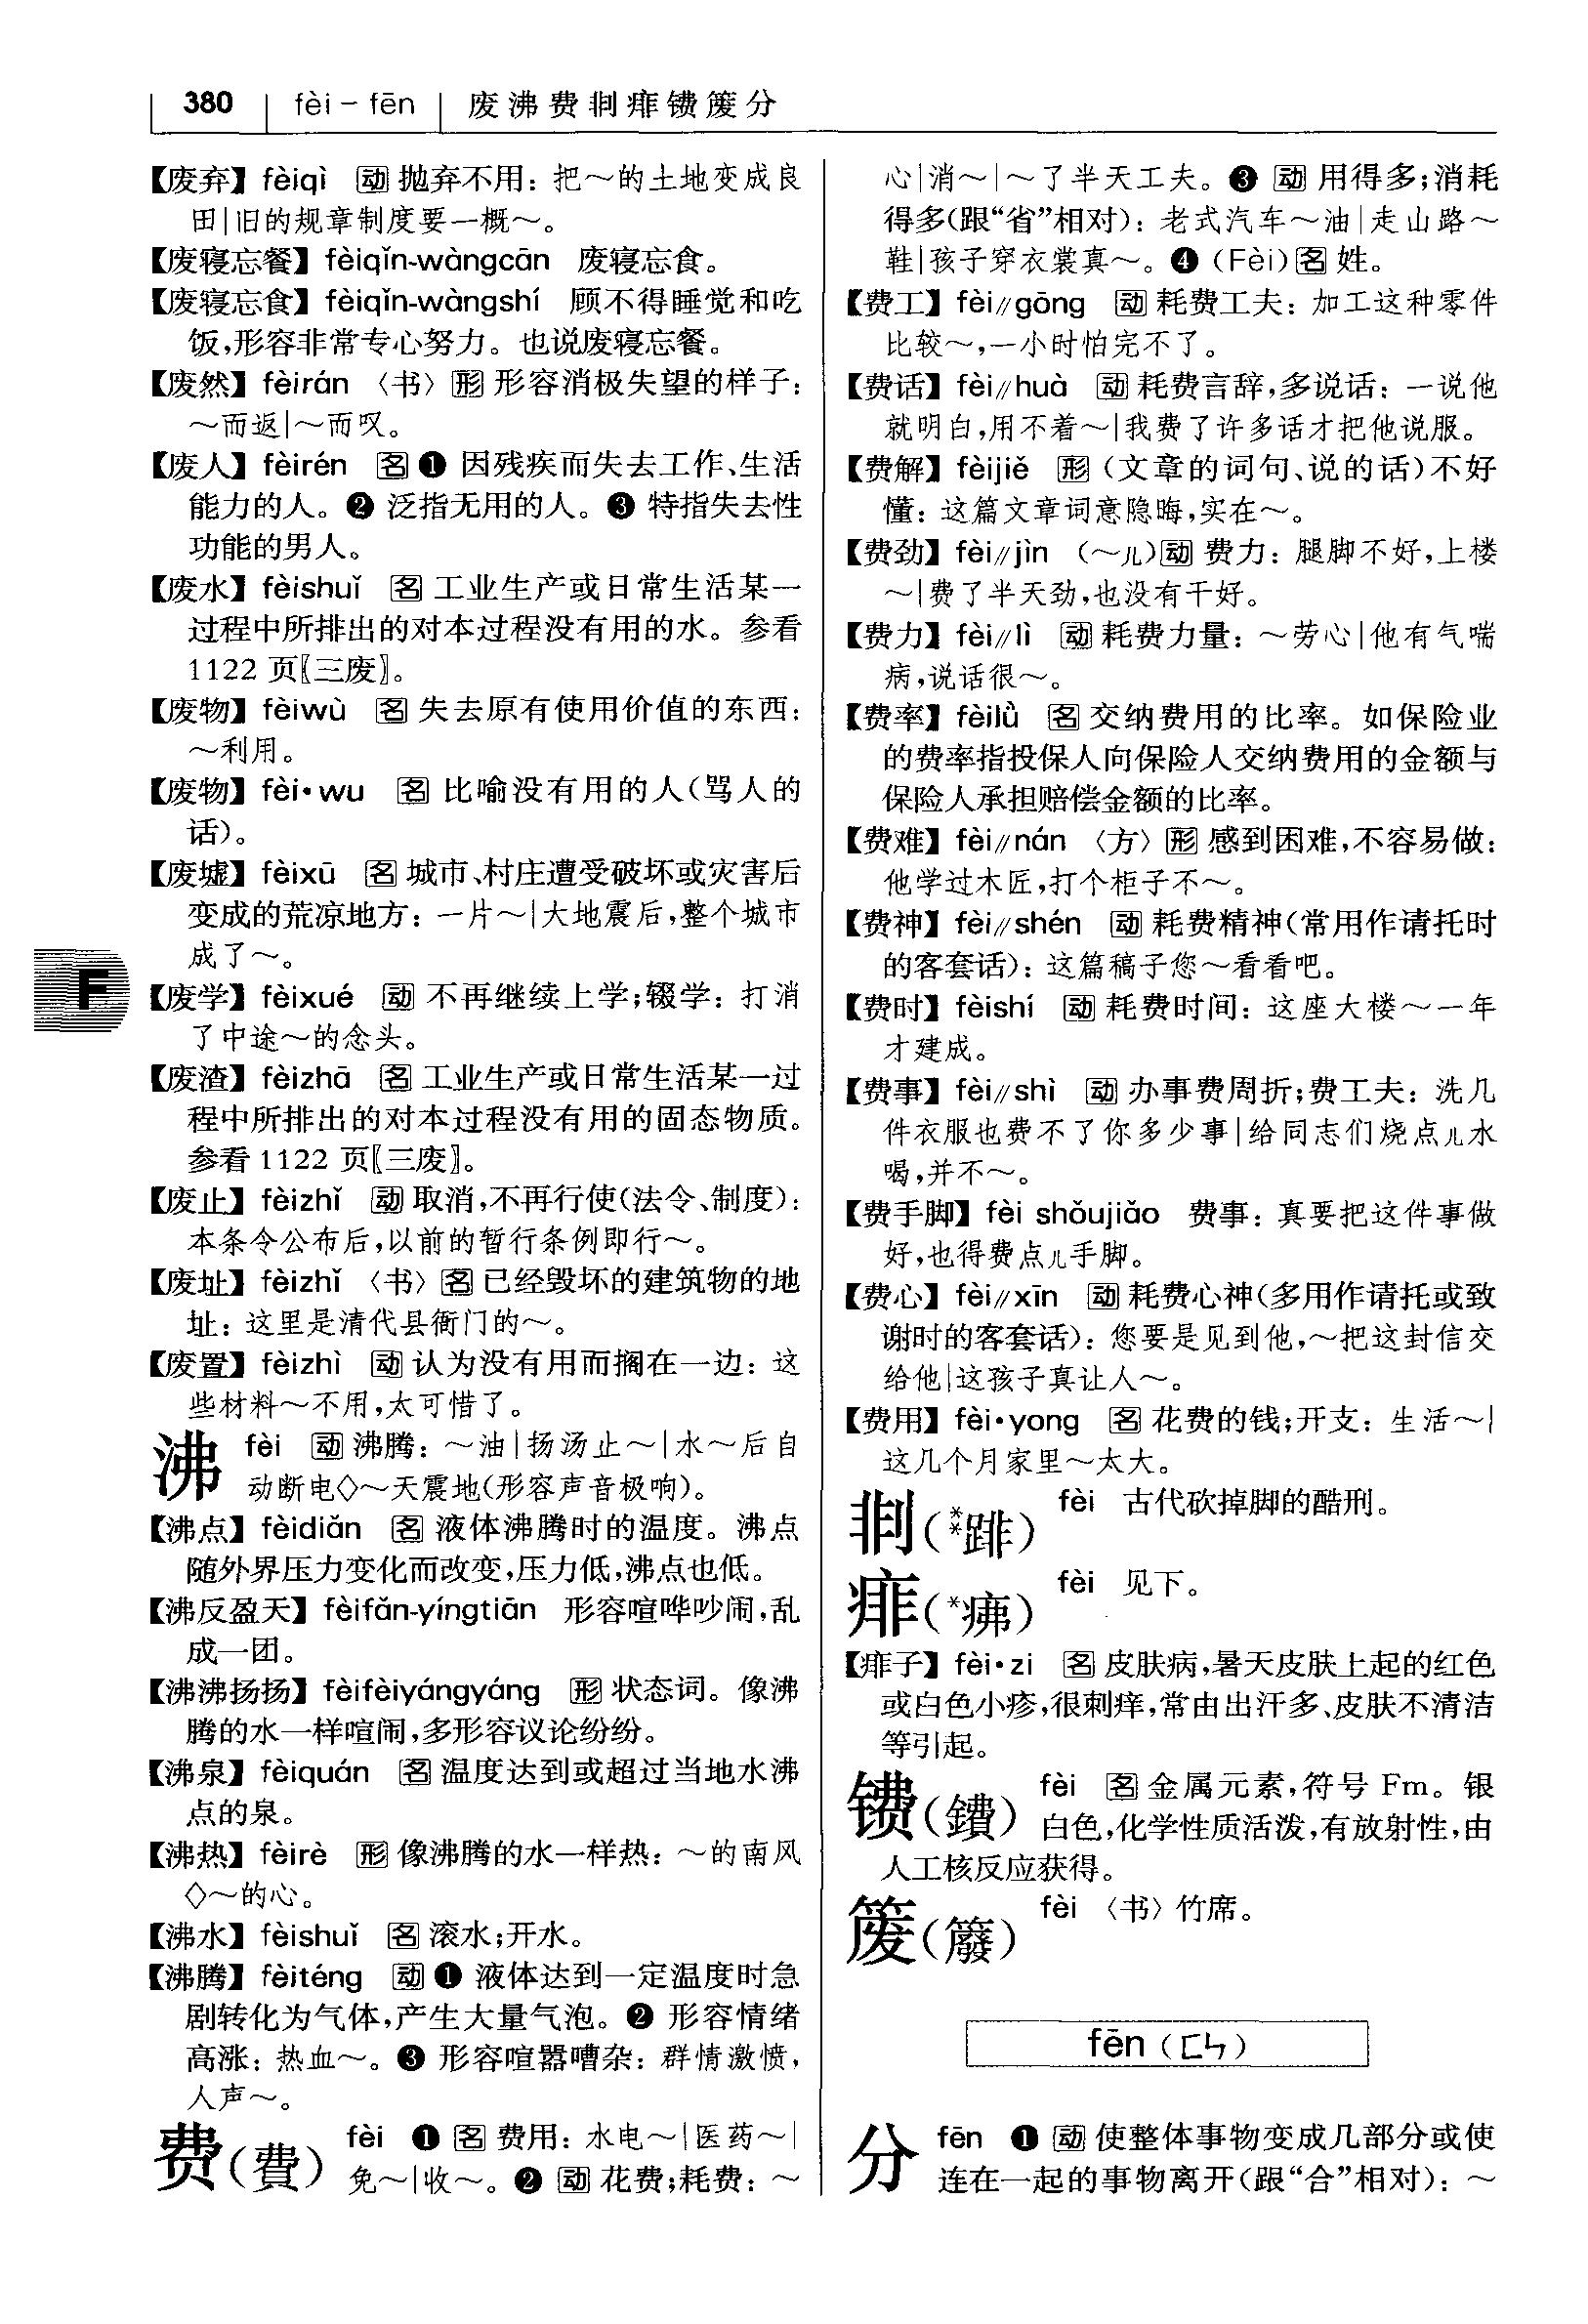 380 fèi – fēn 废沸费剕痱镄𥱊分
【废弃】 fèiqì 动 抛弃不用：把～的土地变成良
田|旧的规章制度要一概～。
【废寝忘餐】 fèiqǐn-wàngcān 废寝忘食。
【废寝忘食】 fèiqǐn-wàngshí 顾不得睡觉和吃
饭,形容非常专心努力。也说废寝忘餐。
【废然】 fèirán 〈书〉 形 形容消极失望的样子：
～而返|～而叹。
【废人】 fèirén 名 ❶ 因残疾而失去工作、生活
能力的人。❷ 泛指无用的人。❸ 特指失去性
功能的男人。
【废水】 fèishuǐ 名 工业生产或日常生活某一
过程中所排出的对本过程没有用的水。参看
1122 页〖三废〗。
【废物】 fèiwù 名 失去原有使用价值的东西：
～利用。
【废物】 fèi•wu 名 比喻没有用的人(骂人的
话)。
【废墟】 fèixū 名 城市、村庄遭受破坏或灾害后
变成的荒凉地方：一片～|大地震后,整个城市
成了～。
F
【废学】 fèixué 动 不再继续上学;辍学：打消
了中途～的念头。
【废渣】 fèizhā 名 工业生产或日常生活某一过
程中所排出的对本过程没有用的固态物质。
参看 1122 页〖三废〗。
【废止】 fèizhǐ 动 取消,不再行使(法令、制度)：
本条令公布后,以前的暂行条例即行～。
【废址】 fèizhǐ 〈书〉 名 已经毁坏的建筑物的地
址：这里是清代县衙门的～。
【废置】 fèizhì 动 认为没有用而搁在一边：这
些材料～不用,太可惜了。
沸 fèi 动 沸腾：～油|扬汤止～|水～后自
动断电◇～天震地(形容声音极响)。
【沸点】 fèidiǎn 名 液体沸腾时的温度。沸点
随外界压力变化而改变,压力低,沸点也低。
【沸反盈天】 fèifǎn-yíngtiān 形容喧哗吵闹,乱
成一团。
【沸沸扬扬】 fèifèiyángyáng 形 状态词。像沸
腾的水一样喧闹,多形容议论纷纷。
【沸泉】 fèiquán 名 温度达到或超过当地水沸
点的泉。
【沸热】 fèirè 形 像沸腾的水一样热：～的南风
◇～的心。
【沸水】 fèishuǐ 名 滚水;开水。
【沸腾】 fèiténg 动 ❶ 液体达到一定温度时急
剧转化为气体,产生大量气泡。❷ 形容情绪
高涨：热血～。❸ 形容喧嚣嘈杂：群情激愤,
人声～。
费(費) fèi ❶ 名 费用：水电～|医药～|
免～|收～。❷ 动 花费;耗费：～
心|消～|～了半天工夫。❸ 动 用得多;消耗
得多(跟“省”相对)：老式汽车～油|走山路～
鞋|孩子穿衣裳真～。❹ (Fèi) 名 姓。
【费工】 fèi//gōng 动 耗费工夫：加工这种零件
比较～,一小时怕完不了。
【费话】 fèi//huà 动 耗费言辞,多说话：一说他
就明白,用不着～|我费了许多话才把他说服。
【费解】 fèijiě 形 (文章的词句、说的话)不好
懂：这篇文章词意隐晦,实在～。
【费劲】 fèi//jìn (～儿) 动 费力：腿脚不好,上楼
～|费了半天劲,也没有干好。
【费力】 fèi//lì 动 耗费力量：～劳心|他有气喘
病,说话很～。
【费率】 fèilǜ 名 交纳费用的比率。如保险业
的费率指投保人向保险人交纳费用的金额与
保险人承担赔偿金额的比率。
【费难】 fèi//nán 〈方〉 形 感到困难,不容易做：
他学过木匠,打个柜子不～。
【费神】 fèi//shén 动 耗费精神(常用作请托时
的客套话)：这篇稿子您～看看吧。
【费时】 fèishí 动 耗费时间：这座大楼～一年
才建成。
【费事】 fèi//shì 动 办事费周折;费工夫：洗几
件衣服也费不了你多少事|给同志们烧点儿水
喝,并不～。
【费手脚】 fèi shǒujiǎo 费事：真要把这件事做
好,也得费点儿手脚。
【费心】 fèi//xīn 动 耗费心神(多用作请托或致
谢时的客套话)：您要是见到他,～把这封信交
给他|这孩子真让人～。
【费用】 fèi•yong 名 花费的钱;开支：生活～|
这几个月家里～太大。
剕(**踂) fèi 古代砍掉脚的酷刑。
痱(*疿) fèi 见下。
【痱子】 fèi•zi 名 皮肤病,暑天皮肤上起的红色
或白色小疹,很刺痒,常由出汗多、皮肤不清洁
等引起。
镄(鐨) fèi 名 金属元素,符号 Fm。银
白色,化学性质活泼,有放射性,由
人工核反应获得。
𥱊(籏) fèi 〈书〉 竹席。
fēn (ㄈㄣ)
分 fēn ❶ 动 使整体事物变成几部分或使
连在一起的事物离开(跟“合”相对)：～